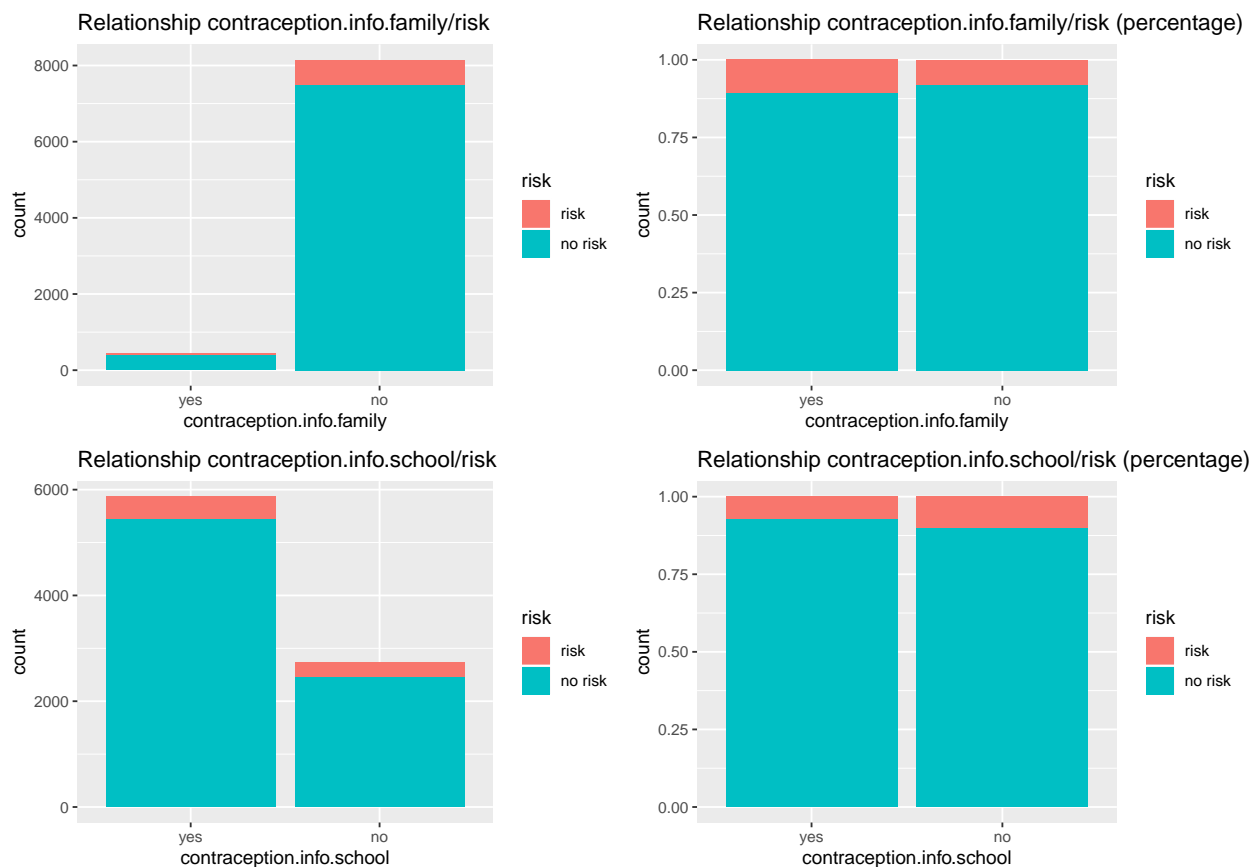 Relationship contraception.info.family/risk
8000
6000
4000
2000
0
count
yes
no
contraception.info.family
risk
risk
no risk
Relationship contraception.info.family/risk (percentage)
1.00
0.75
0.50
0.25
0.00
count
yes
no
contraception.info.family
risk
risk
no risk
Relationship contraception.info.school/risk
6000
4000
2000
0
count
yes
no
contraception.info.school
risk
risk
no risk
Relationship contraception.info.school/risk (percentage)
1.00
0.75
0.50
0.25
0.00
count
yes
no
contraception.info.school
risk
risk
no risk